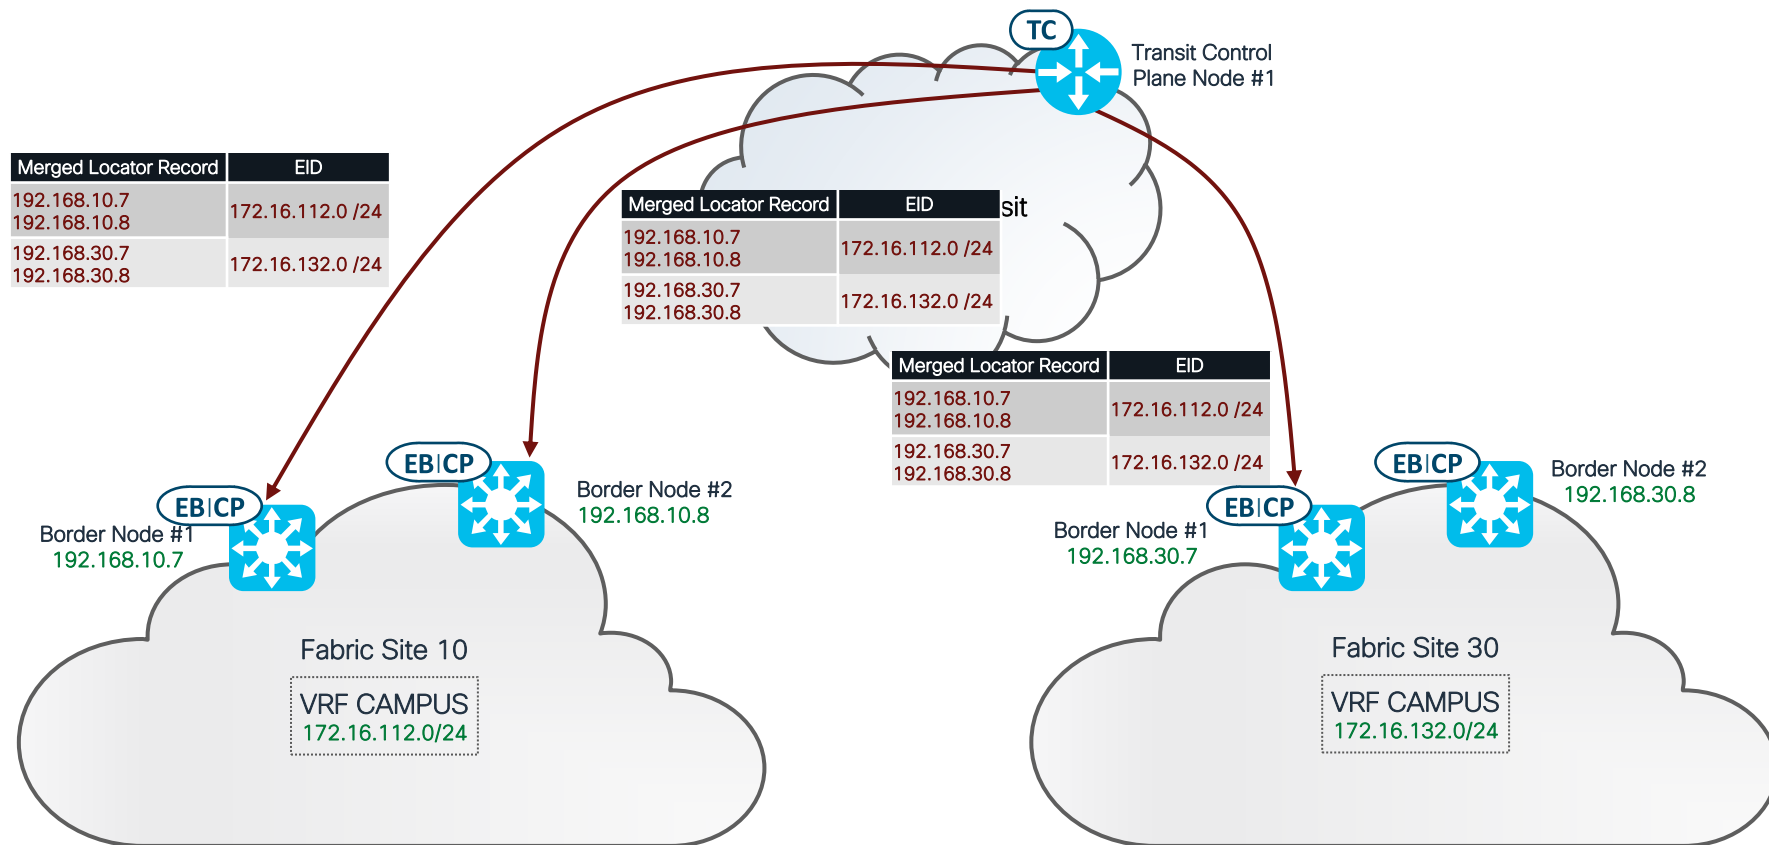 TC
Transit Control
Plane Node #1
Merged Locator Record EID
192.168.10.7
192.168.10.8
172.16.112.0 /24
192.168.30.7
192.168.30.8
172.16.132.0 /24
sit
Merged Locator Record EID
192.168.10.7
192.168.10.8
172.16.112.0 /24
192.168.30.7
192.168.30.8
172.16.132.0 /24
Merged Locator Record EID
192.168.10.7
192.168.10.8
172.16.112.0 /24
192.168.30.7
192.168.30.8
172.16.132.0 /24
EB|CP
Border Node #1
192.168.10.7
EB|CP
Border Node #2
192.168.10.8
Fabric Site 10
VRF CAMPUS
172.16.112.0/24
EB|CP
Border Node #1
192.168.30.7
EB|CP
Border Node #2
192.168.30.8
Fabric Site 30
VRF CAMPUS
172.16.132.0/24